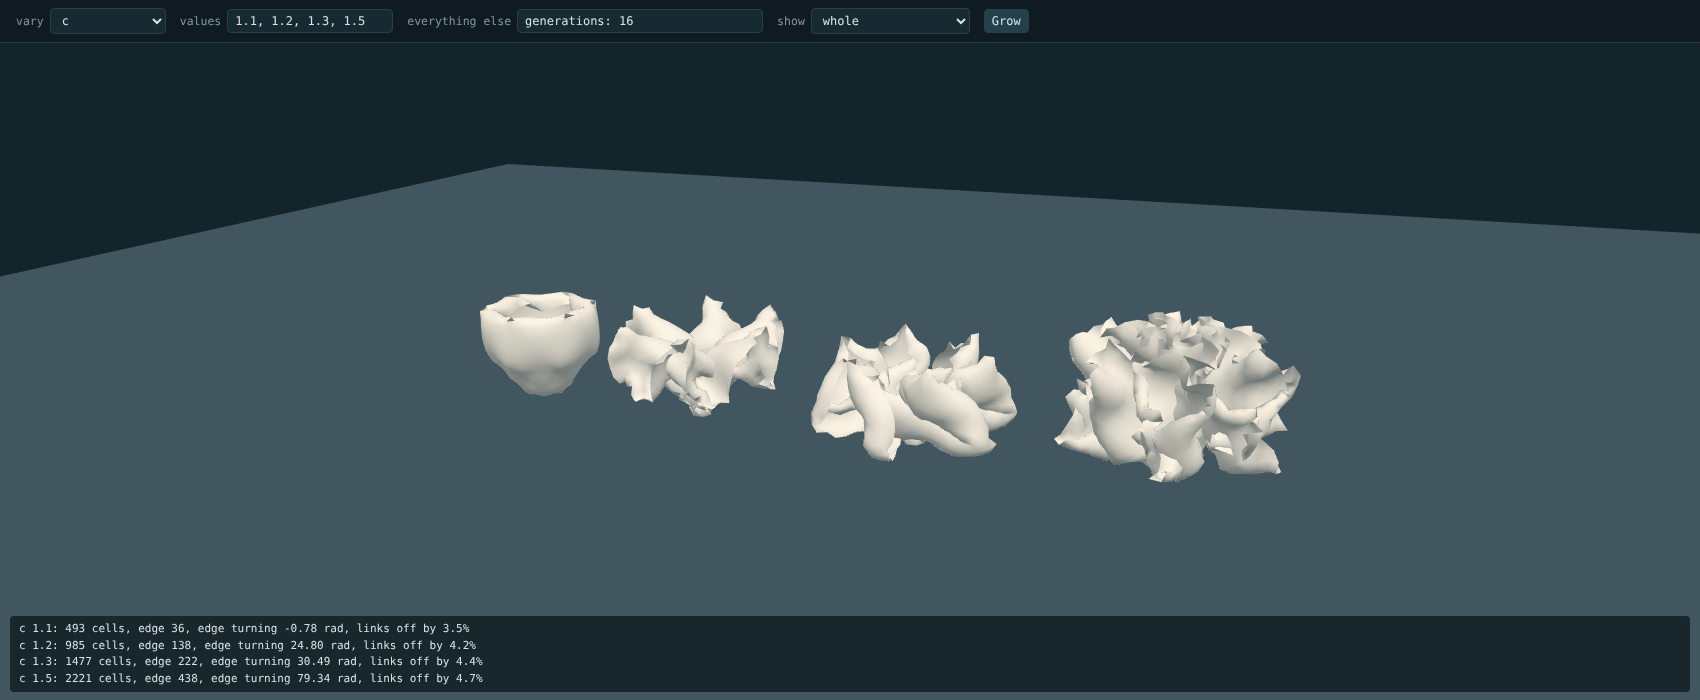 vary c values 1.1, 1.2, 1.3, 1.5 everything else generations: 16 show whole Grow
c 1.1: 493 cells, edge 36, edge turning -0.78 rad, links off by 3.5%
c 1.2: 985 cells, edge 138, edge turning 24.80 rad, links off by 4.2%
c 1.3: 1477 cells, edge 222, edge turning 30.49 rad, links off by 4.4%
c 1.5: 2221 cells, edge 438, edge turning 79.34 rad, links off by 4.7%